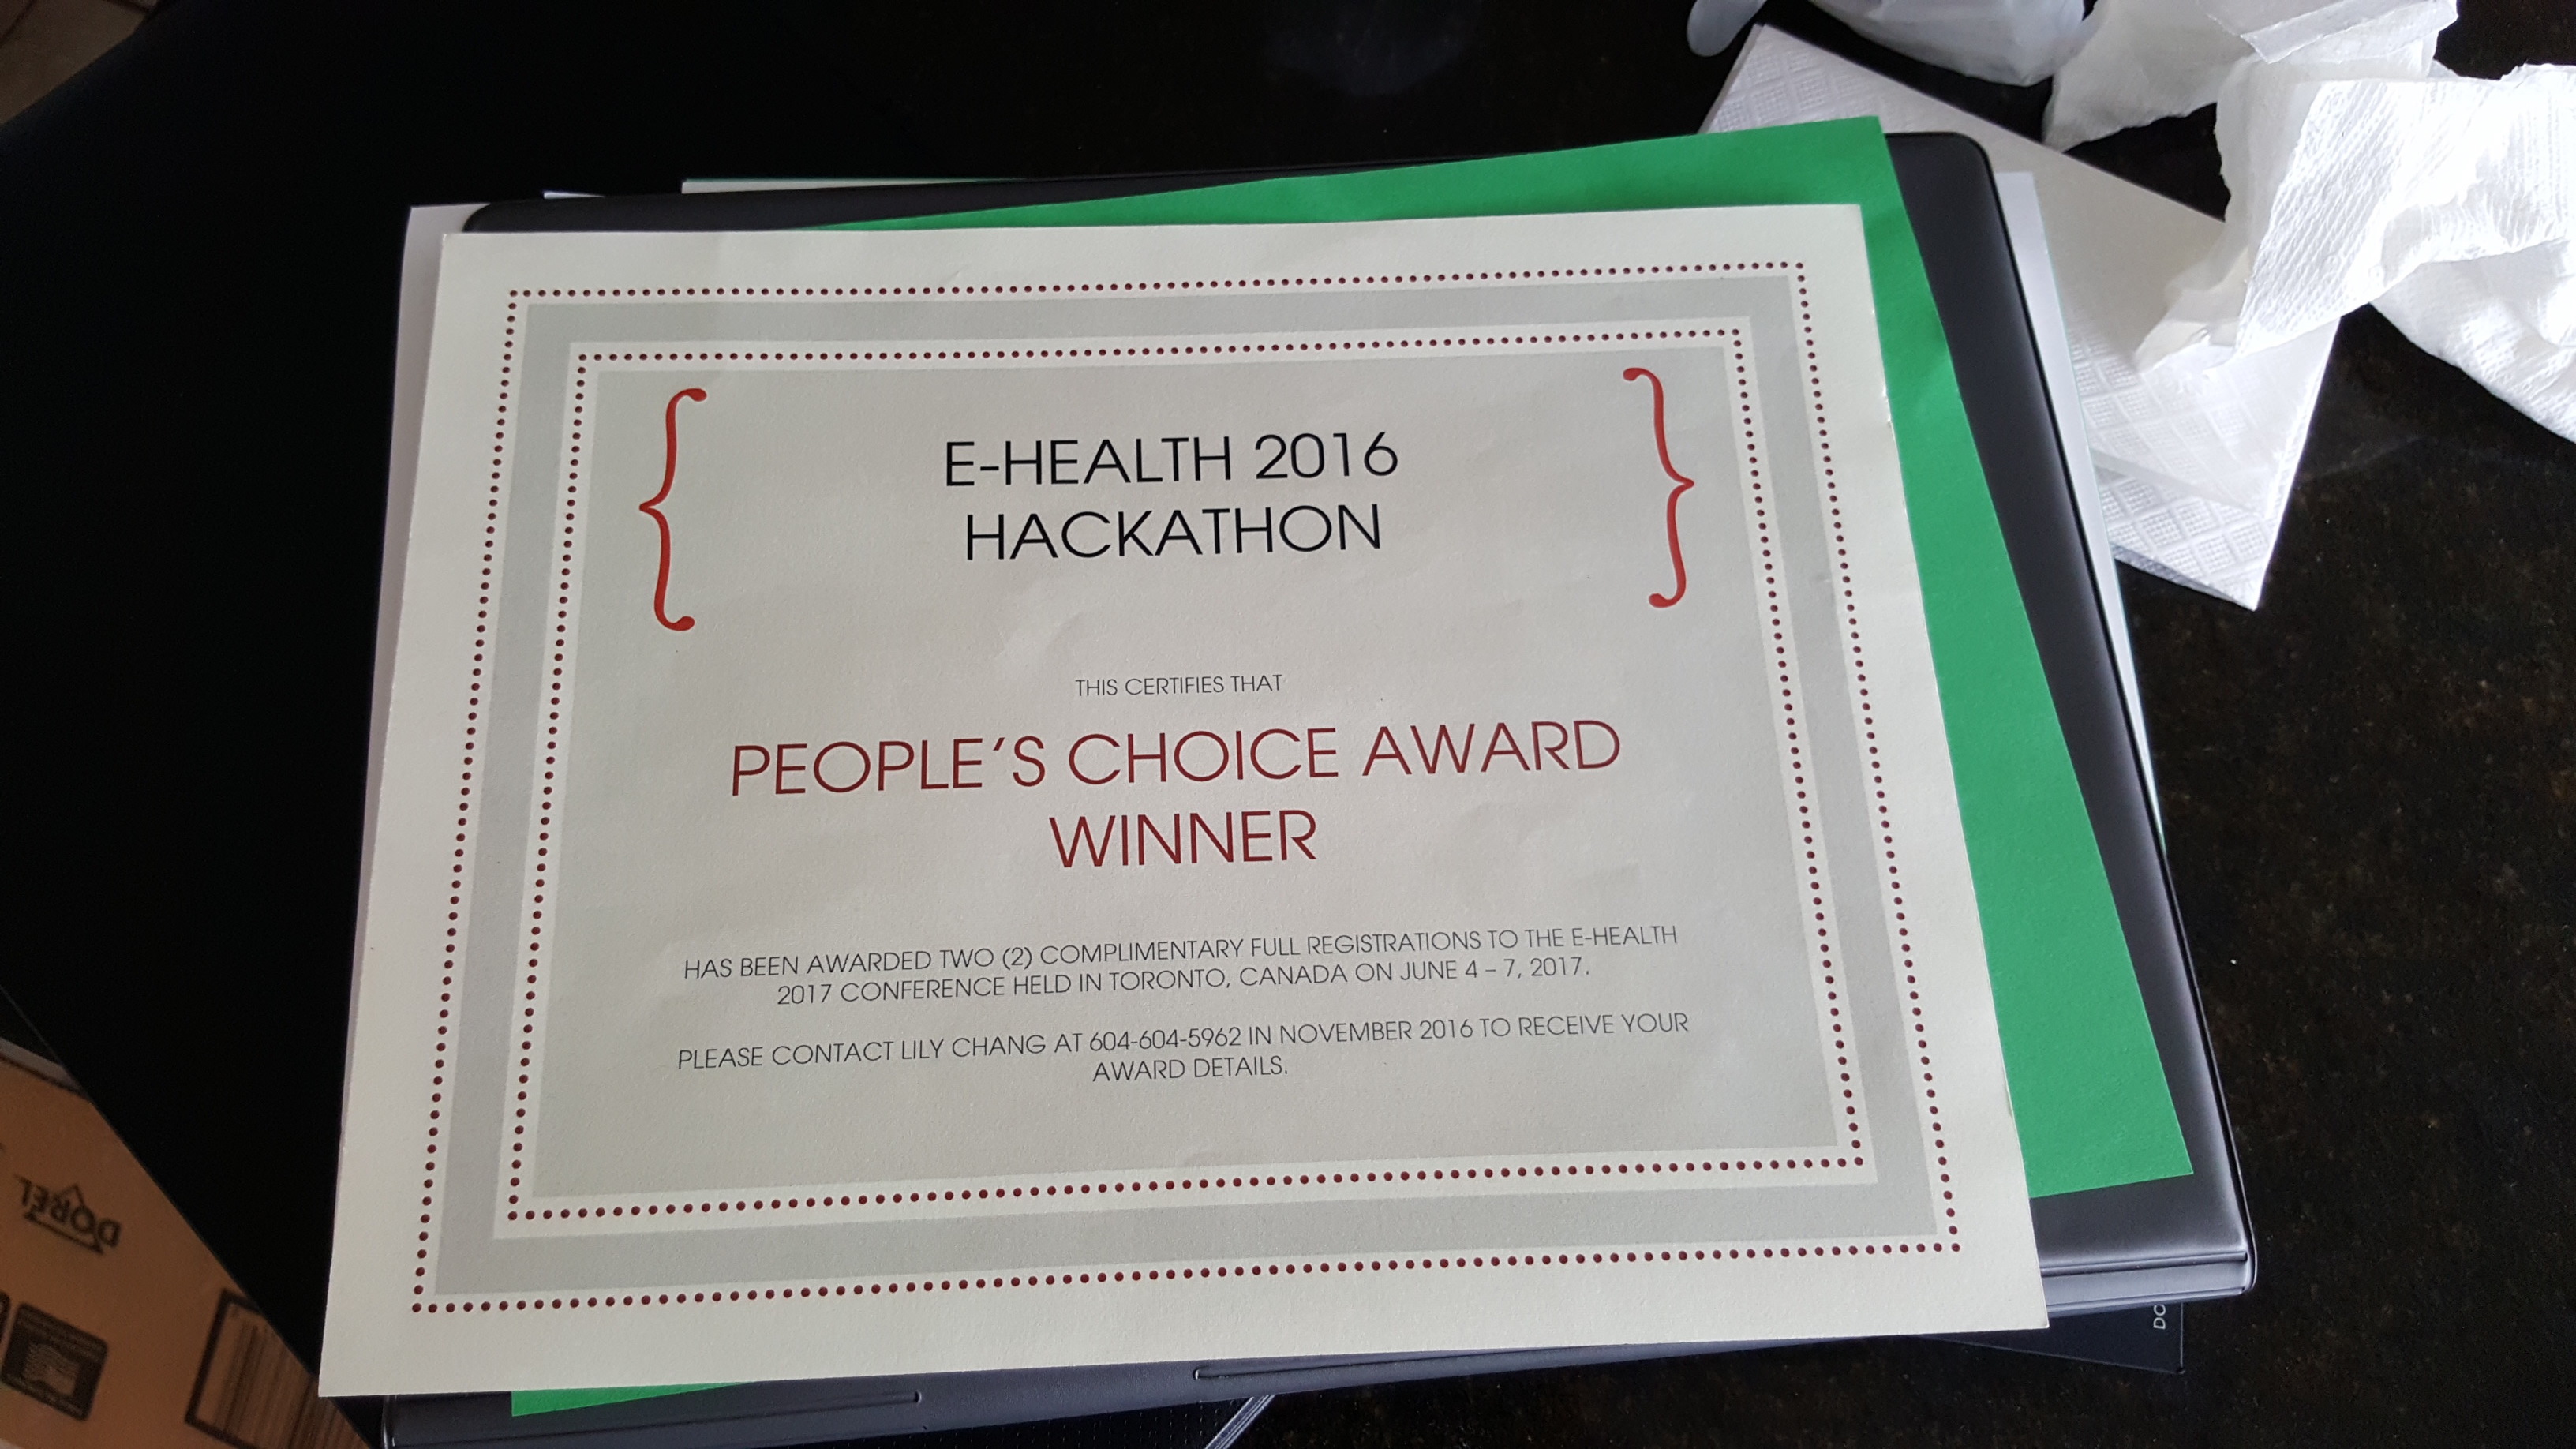 E-HEALTH 2016
HACKATHON
THIS CERTIFIES THAT
PEOPLE'S CHOICE AWARD
WINNER
HAS BEEN AWARDED TWO (2) COMPLIMENTARY FULL REGISTRATIONS TO THE E-HEALTH
2017 CONFERENCE HELD IN TORONTO, CANADA ON JUNE 4 – 7, 2017.
PLEASE CONTACT LILY CHANG AT 604-604-5962 IN NOVEMBER 2016 TO RECEIVE YOUR
AWARD DETAILS.
DOREL
DO